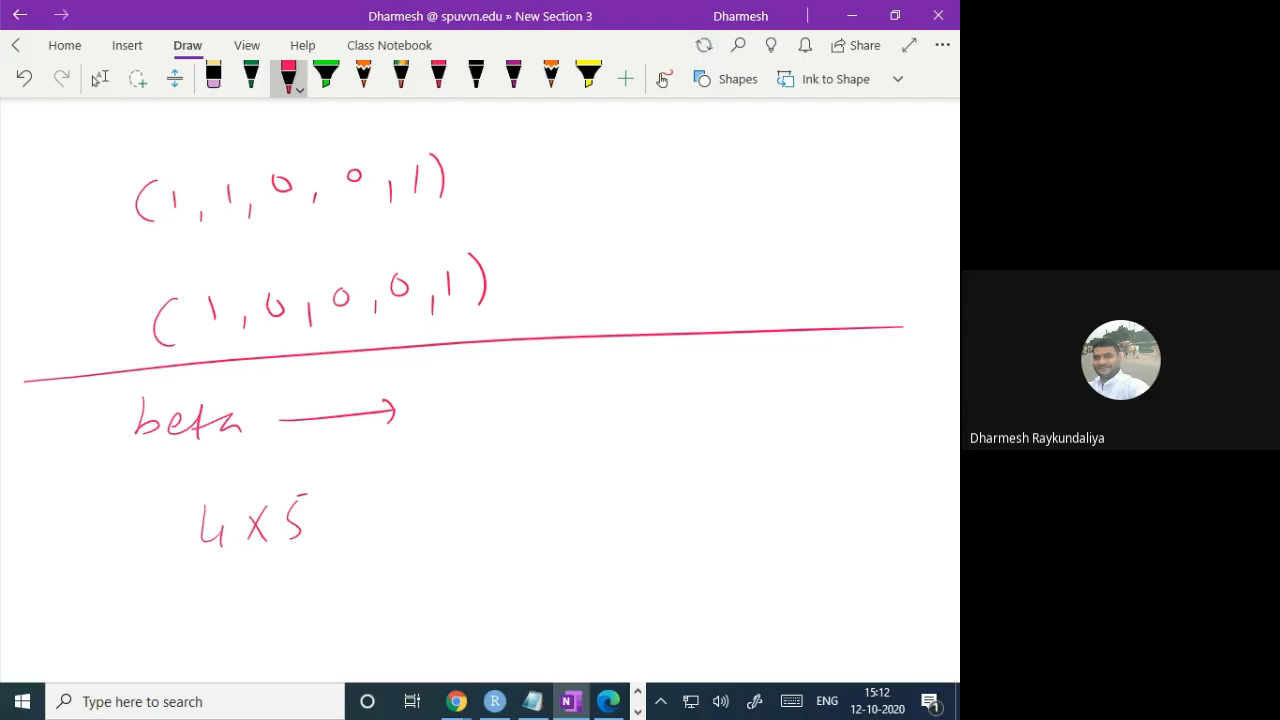 Dharmesh @ spuvvn.edu » New Section 3
Dharmesh
Home Insert Draw View Help Class Notebook
Share
Shapes
Ink to Shape
(1, 1, 0, 0, 1)
(1, 0, 0, 0, 1)
beta →
4 x 5
Dharmesh Raykundaliya
Type here to search
R
N
ENG
15:12
12-10-2020
1